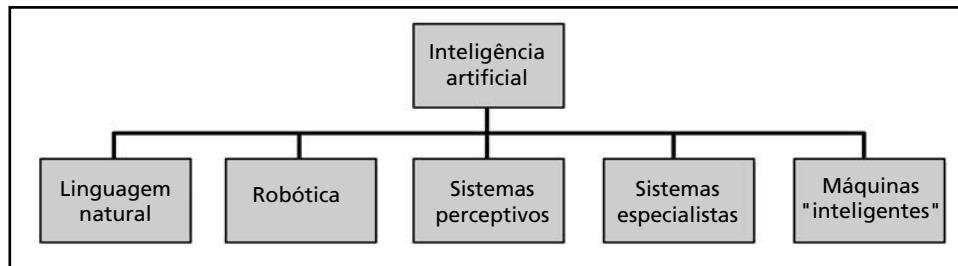 Inteligência
artificial
Linguagem
natural
Robótica
Sistemas
perceptivos
Sistemas
especialistas
Máquinas
"inteligentes"